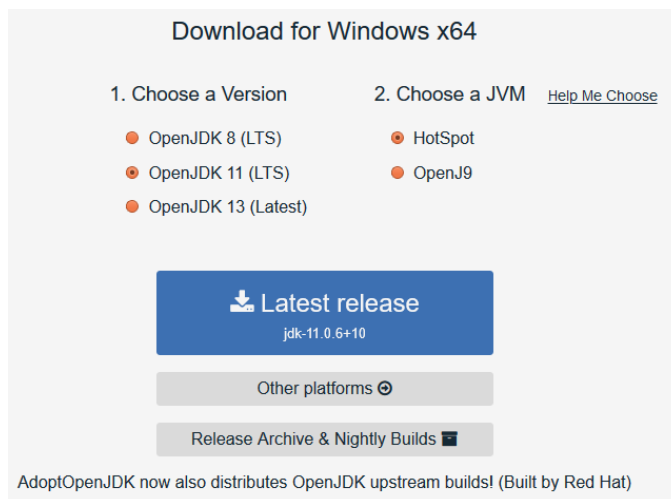 Download for Windows x64
1. Choose a Version
OpenJDK 8 (LTS)
OpenJDK 11 (LTS)
OpenJDK 13 (Latest)
2. Choose a JVM
Help Me Choose
HotSpot
OpenJ9
Latest release
jdk-11.0.6+10
Other platforms
Release Archive & Nightly Builds
AdoptOpenJDK now also distributes OpenJDK upstream builds! (Built by Red Hat)